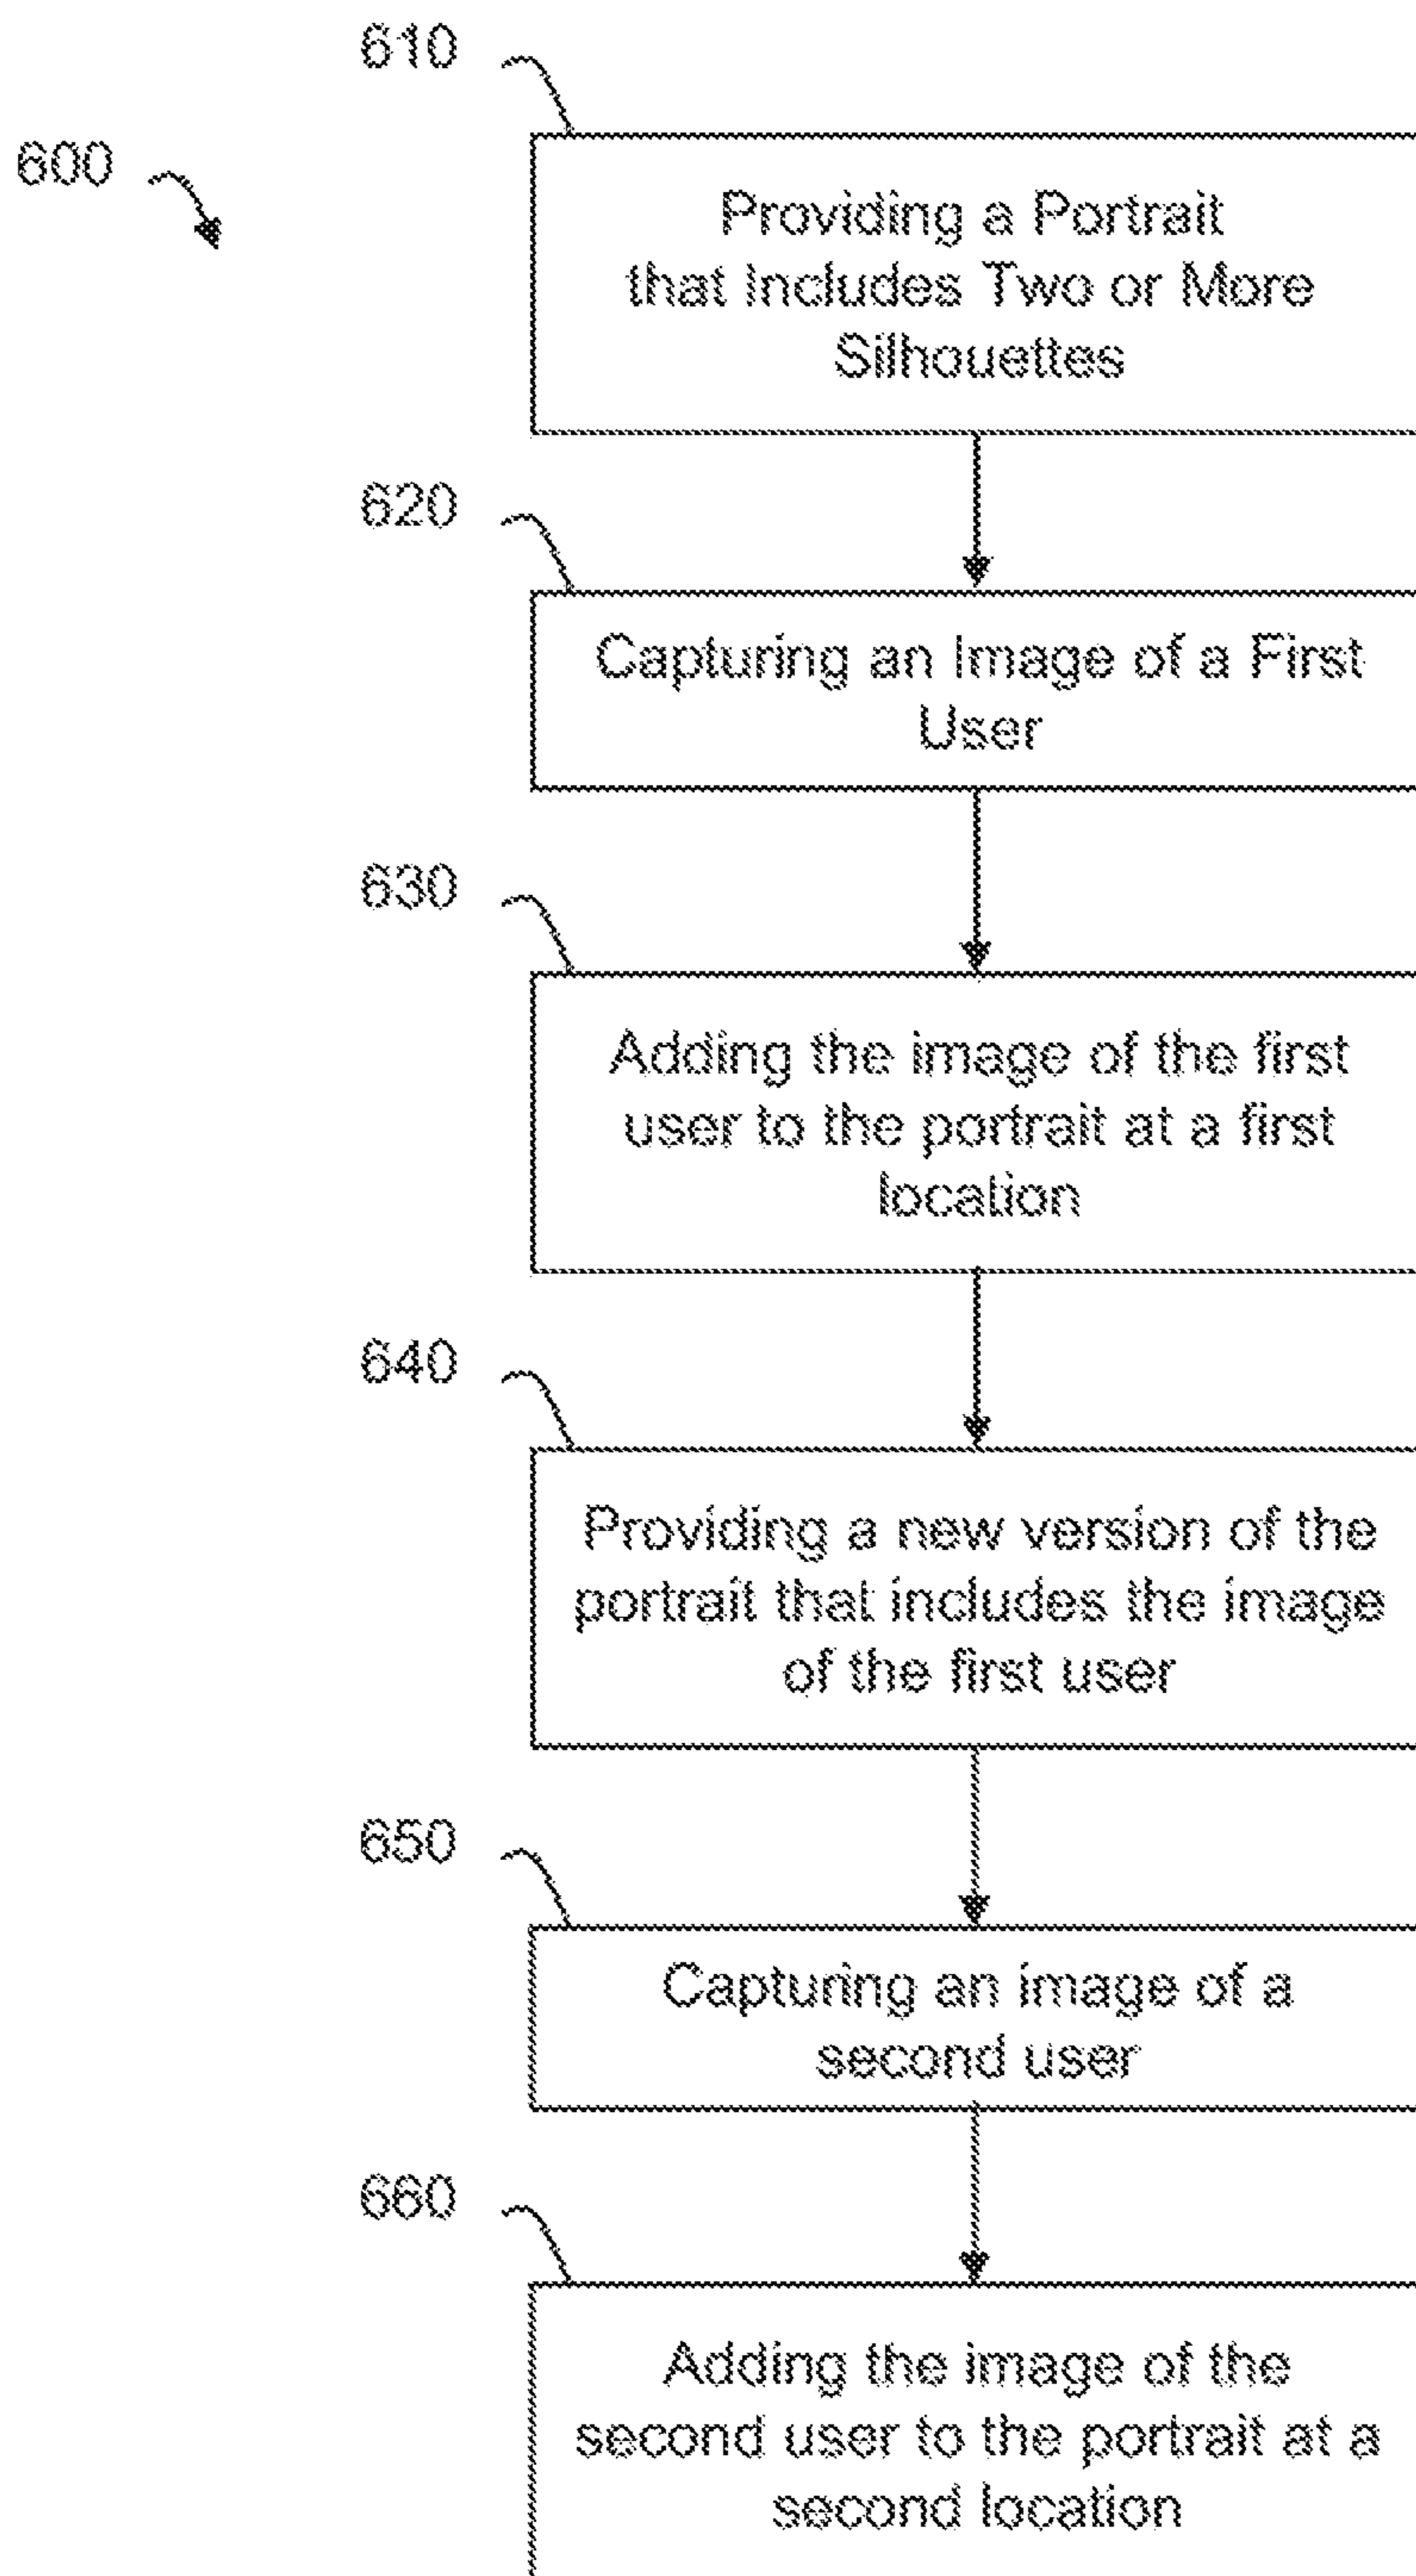 610
600
Providing a Portrait
that Includes Two or More
Silhouettes
620
Capturing an Image of a First
User
630
Adding the image of the first
user to the portrait at a first
location
640
Providing a new version of the
portrait that includes the image
of the first user
650
Capturing an image of a
second user
660
Adding the image of the
second user to the portrait at a
second location